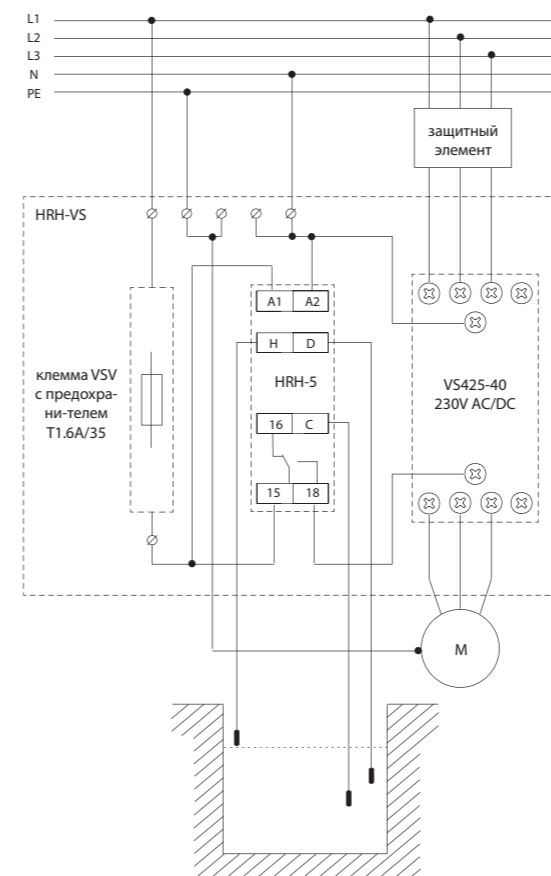 L1
L2
L3
N
PE
защитный
элемент
HRH-VS
A1 A2
H D
HRH-5
16 C
15 18
клемма VSV
с предохра-
ни-телем
T1.6A/35
VS425-40
230V AC/DC
M